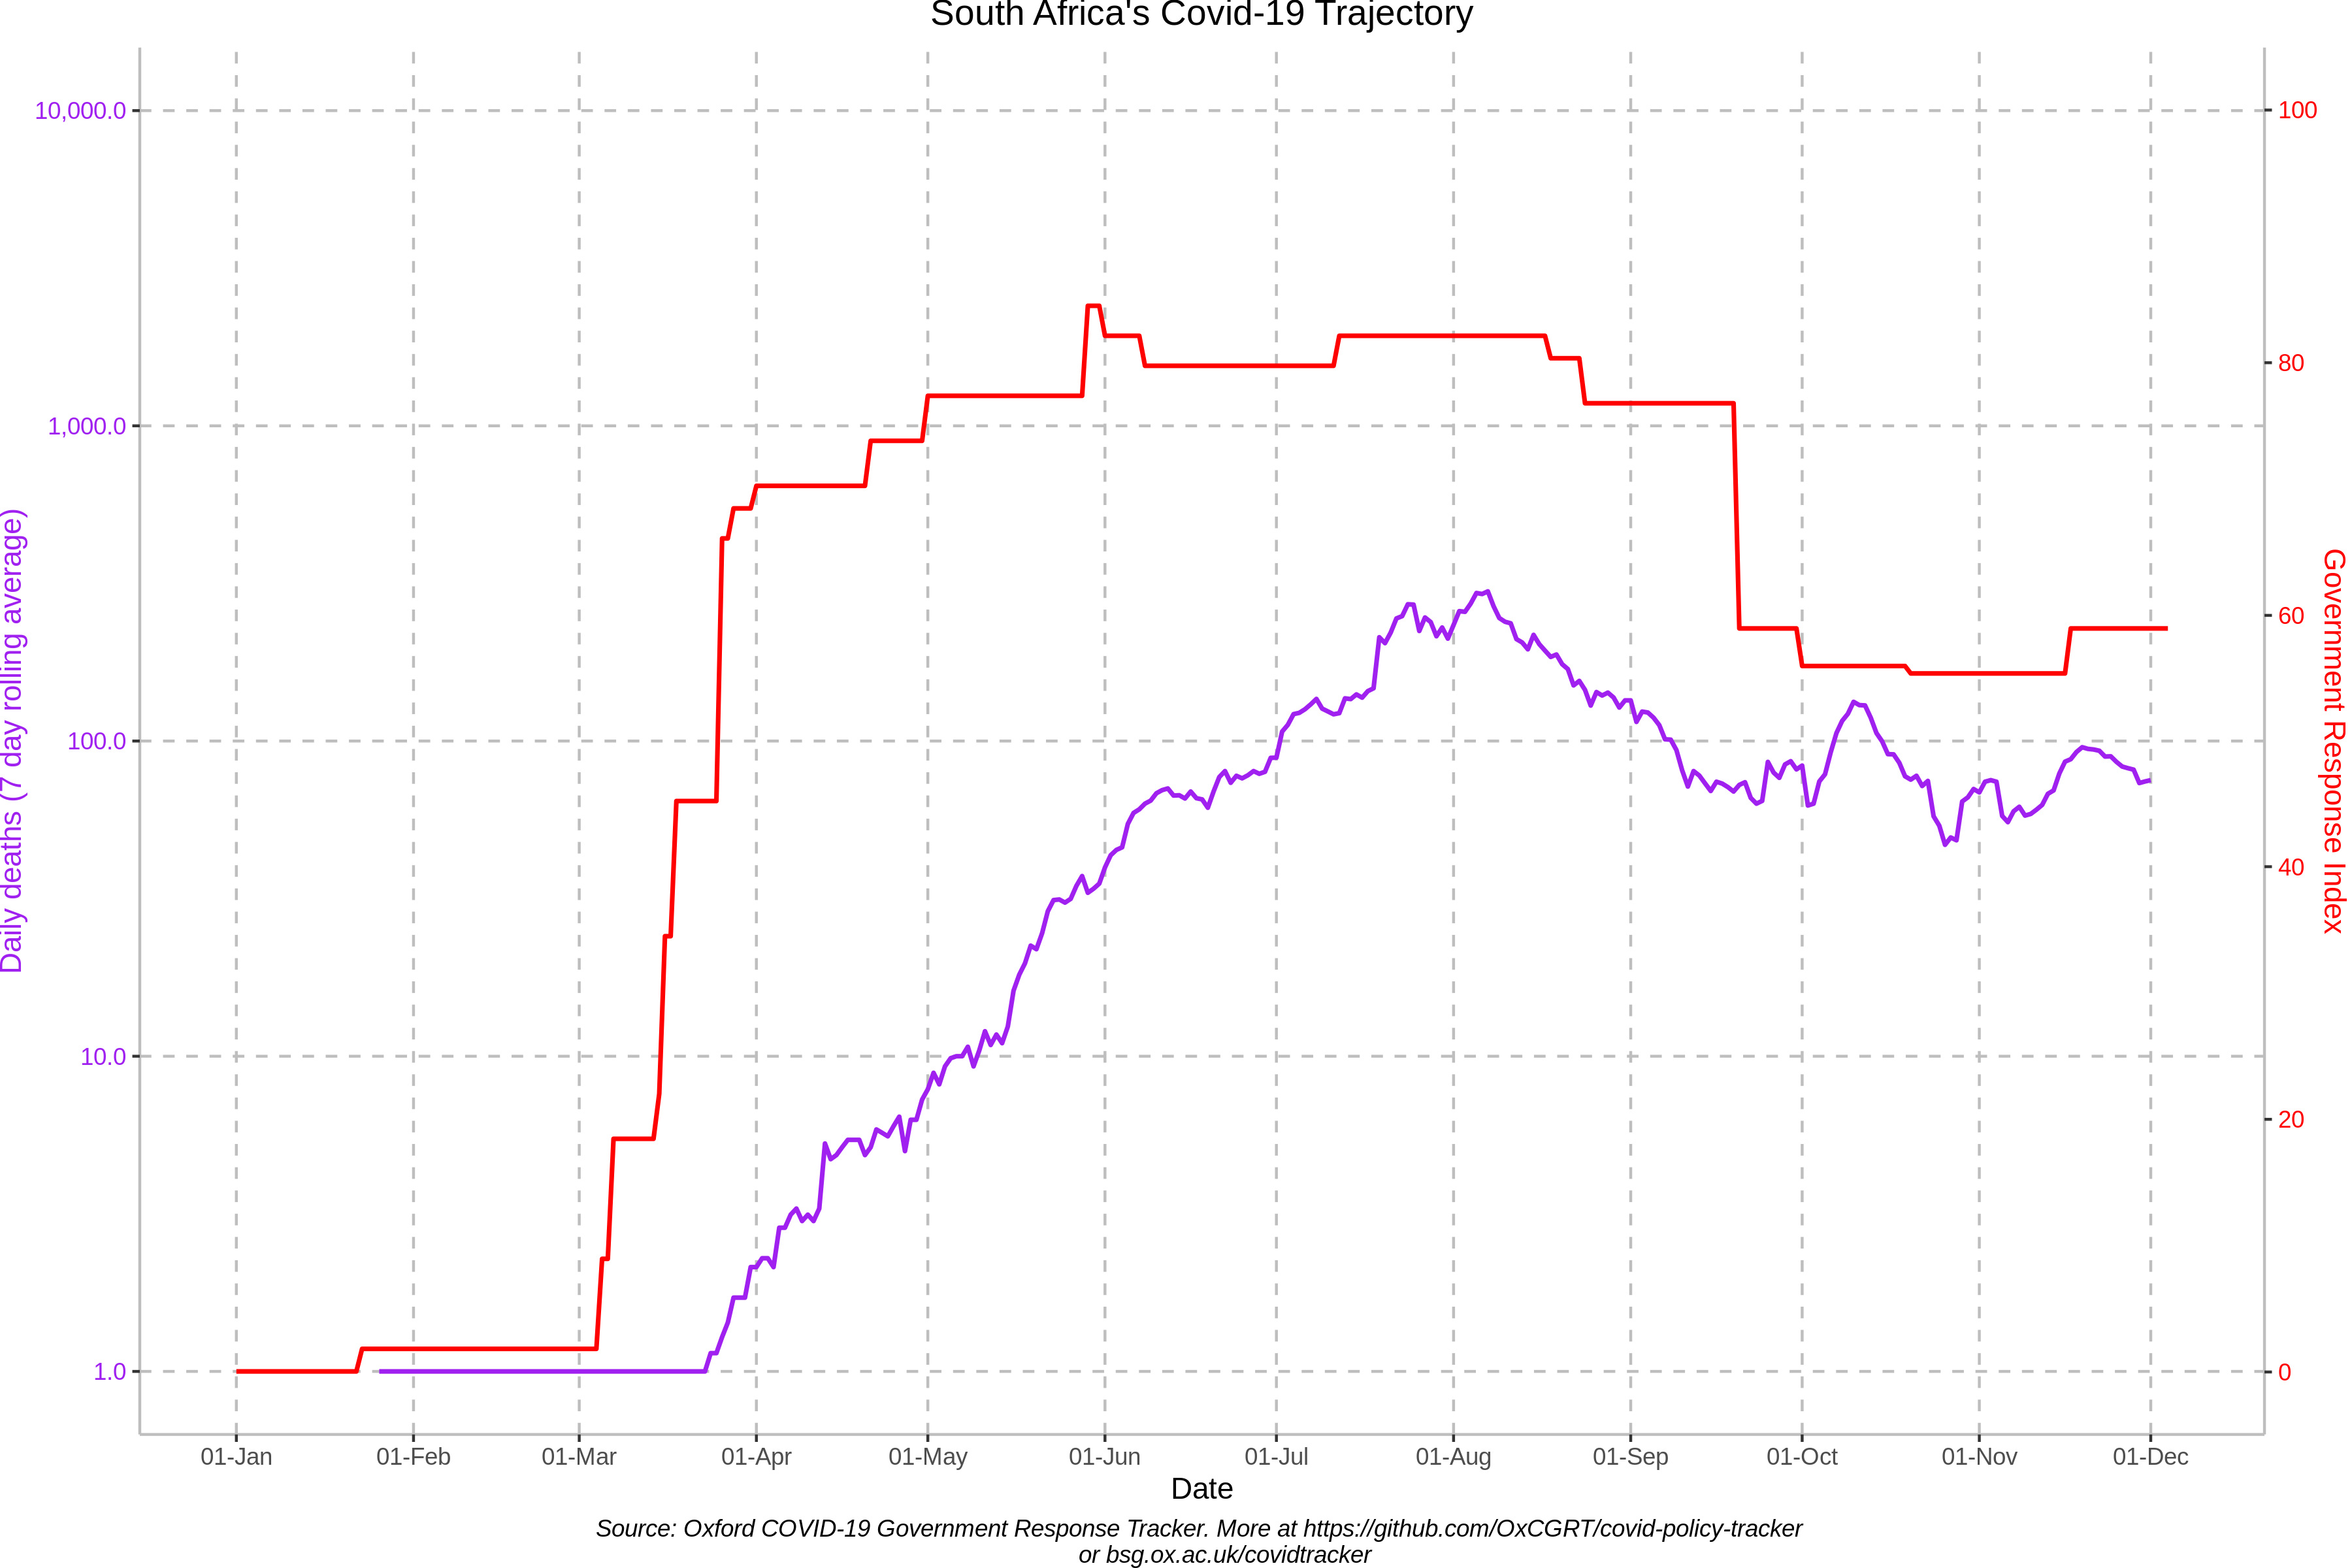 South Africa's Covid-19 Trajectory
10,000.0
1,000.0
100.0
10.0
1.0
Daily deaths (7 day rolling average)
100
80
60
40
20
0
Government Response Index
01-Jan 01-Feb 01-Mar 01-Apr 01-May 01-Jun 01-Jul 01-Aug 01-Sep 01-Oct 01-Nov 01-Dec
Date
Source: Oxford COVID-19 Government Response Tracker. More at https://github.com/OxCGRT/covid-policy-tracker
or bsg.ox.ac.uk/covidtracker